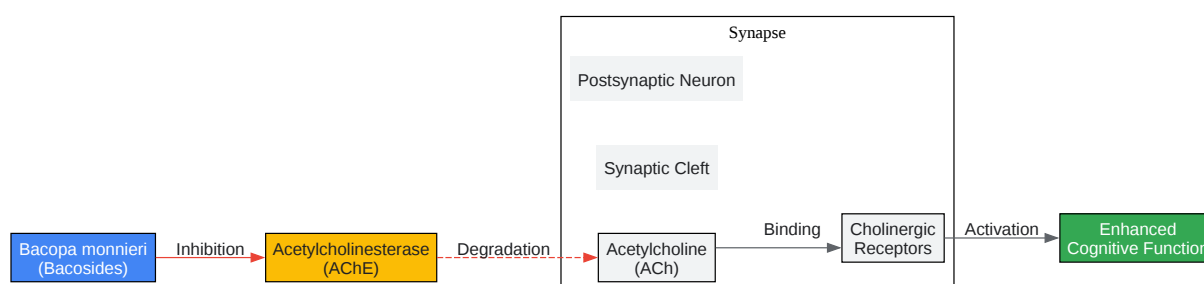 Synapse
Postsynaptic Neuron
Synaptic Cleft
Bacopa monnieri
(Bacosides)
Inhibition
Acetylcholinesterase
(AChE)
Degradation
Acetylcholine
(ACh)
Binding
Cholinergic
Receptors
Activation
Enhanced
Cognitive Function